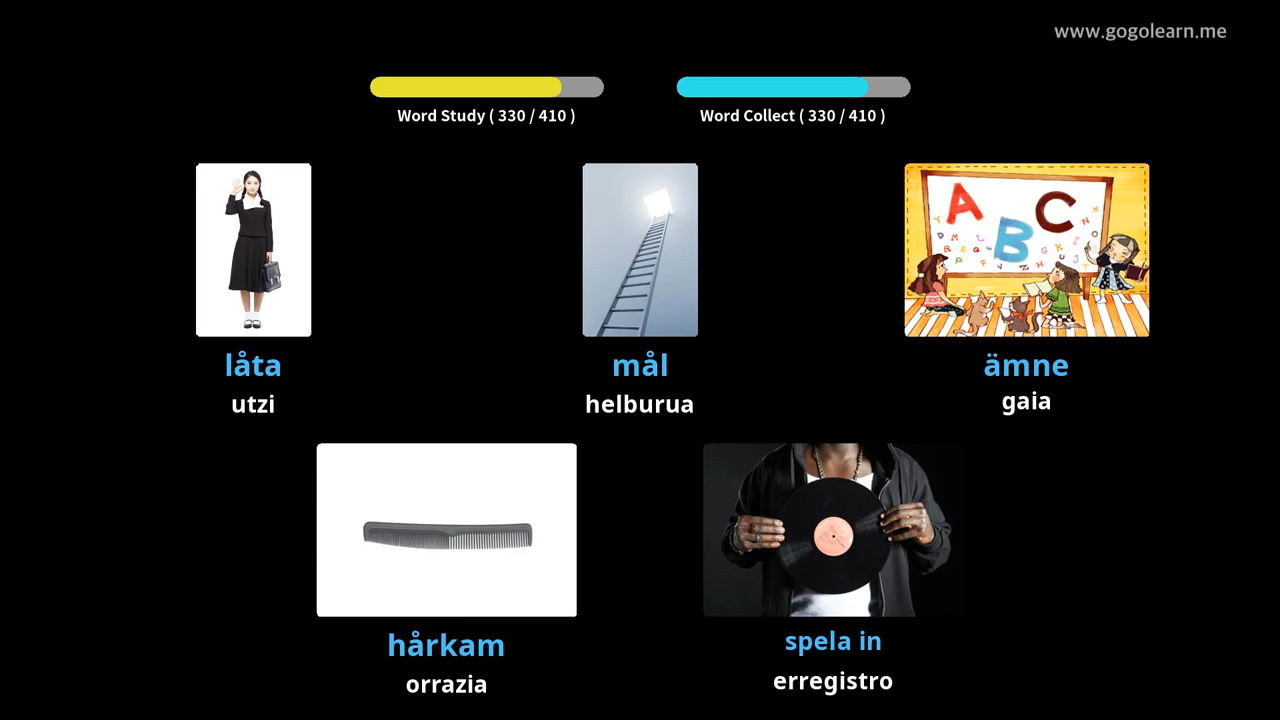 www.gogolearn.me
Word Study ( 330 / 410 )
Word Collect ( 330 / 410 )
A B C
låta
mål
ämne
utzi
helburua
gaia
hårkam
spela in
orrazia
erregistro